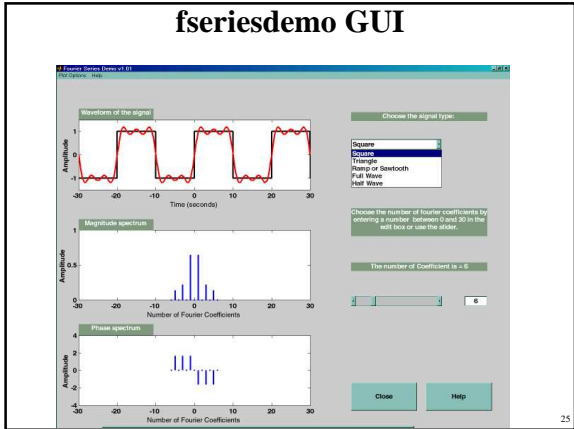 fseriesdemo GUI
Fourier Series Demo v1.01
Plot Options Help
Waveform of the signal
Amplitude
1
0
-1
-30 -20 -10 0 10 20 30
Time (seconds)
Magnitude spectrum
Amplitude
1
0.5
0
-30 -20 -10 0 10 20 30
Number of Fourier Coefficients
Phase spectrum
Amplitude
4
2
0
-2
-4
-30 -20 -10 0 10 20 30
Number of Fourier Coefficients
Choose the signal type:
Square
Square
Triangle
Ramp or Sawtooth
Full Wave
Half Wave
Choose the number of fourier coefficients by
entering a number between 0 and 30 in the
edit box or use the slider.
The number of Coefficient is = 6
6
Close
Help
25